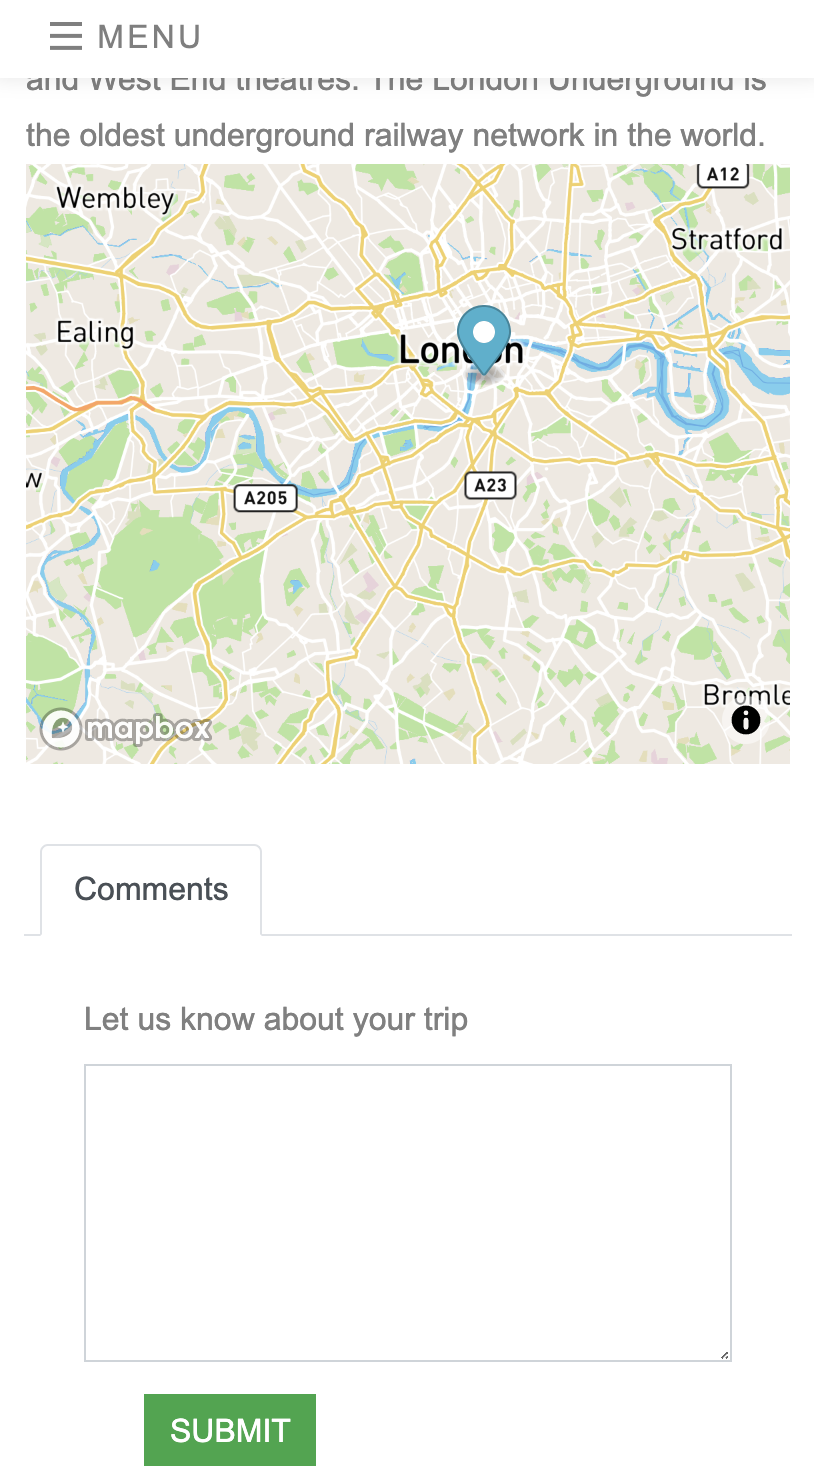 MENU
and West End theatres. The London Underground is
the oldest underground railway network in the world.
A12
Wembley
Stratford
Ealing
London
w
A205
A23
Bromle
mapbox
Comments
Let us know about your trip
SUBMIT